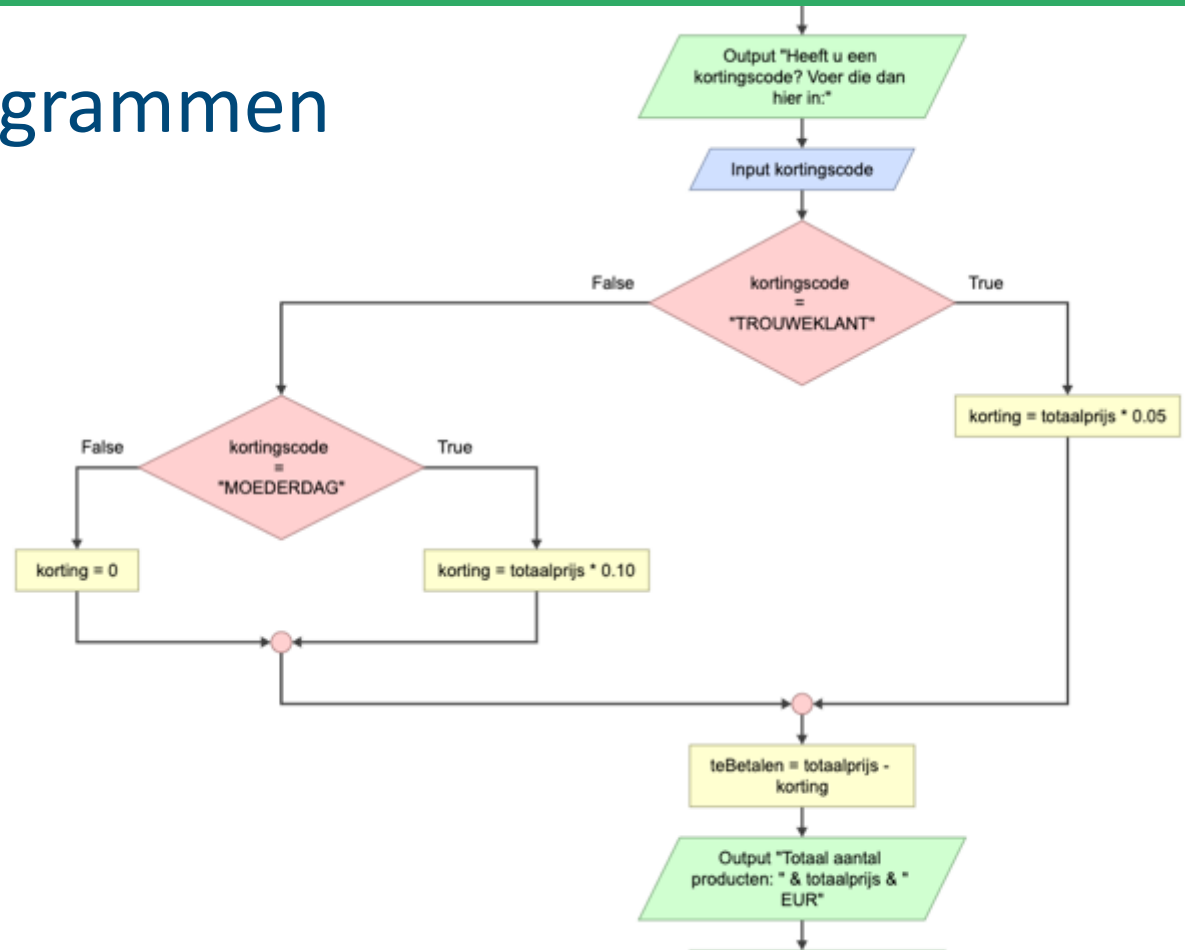 grammen
Output "Heeft u een
kortingscode? Voer die dan
hier in:"
Input kortingscode
False
kortingscode
=
"TROUWEKLANT"
True
korting = totaalprijs * 0.05
False
kortingscode
=
"MOEDERDAG"
True
korting = 0
korting = totaalprijs * 0.10
teBetalen = totaalprijs -
korting
Output "Totaal aantal
producten: " & totaalprijs & "
EUR"